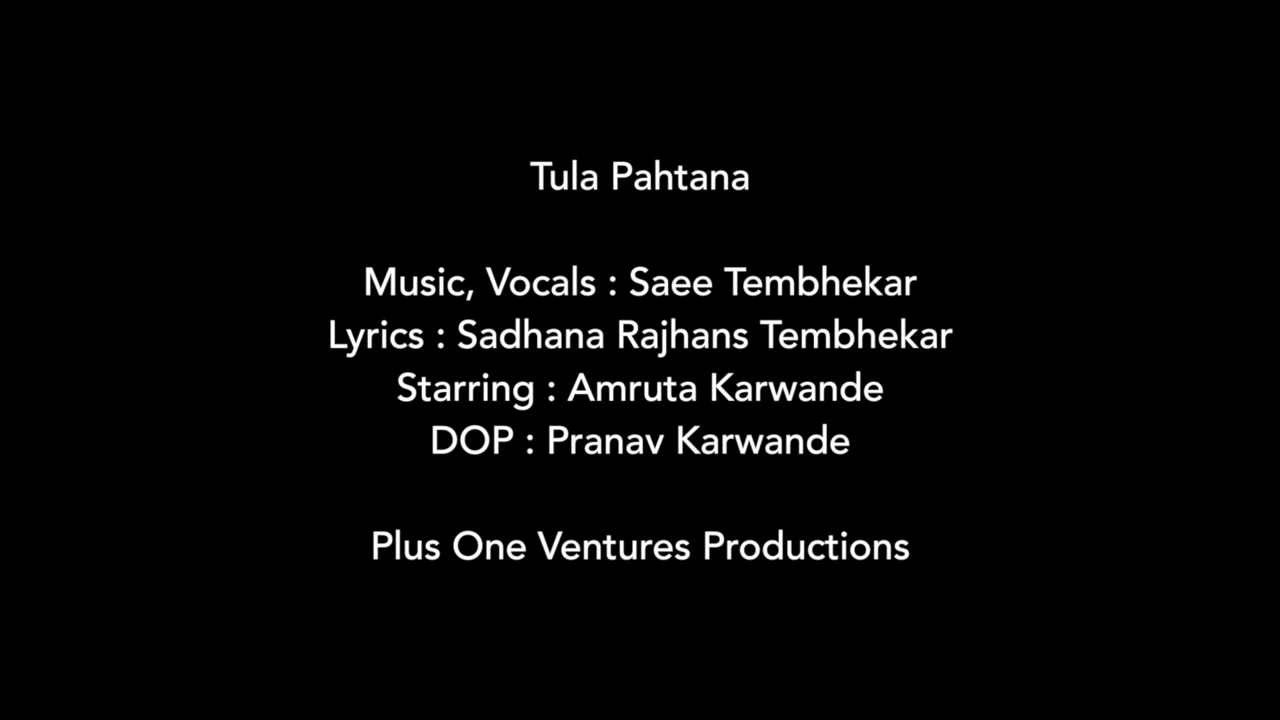 Tula Pahtana
Music, Vocals : Saee Tembhekar
Lyrics : Sadhana Rajhans Tembhekar
Starring : Amruta Karwande
DOP : Pranav Karwande
Plus One Ventures Productions